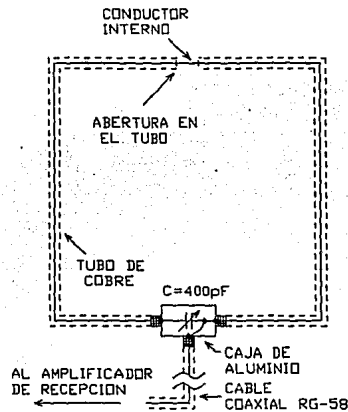 CONDUCTOR
INTERNO
ABERTURA EN
EL TUBO
TUBO DE
COBRE
C=400pF
CAJA DE
ALUMINIO
AL AMPLIFICADOR
DE RECEPCION
CABLE
COAXIAL RG-58